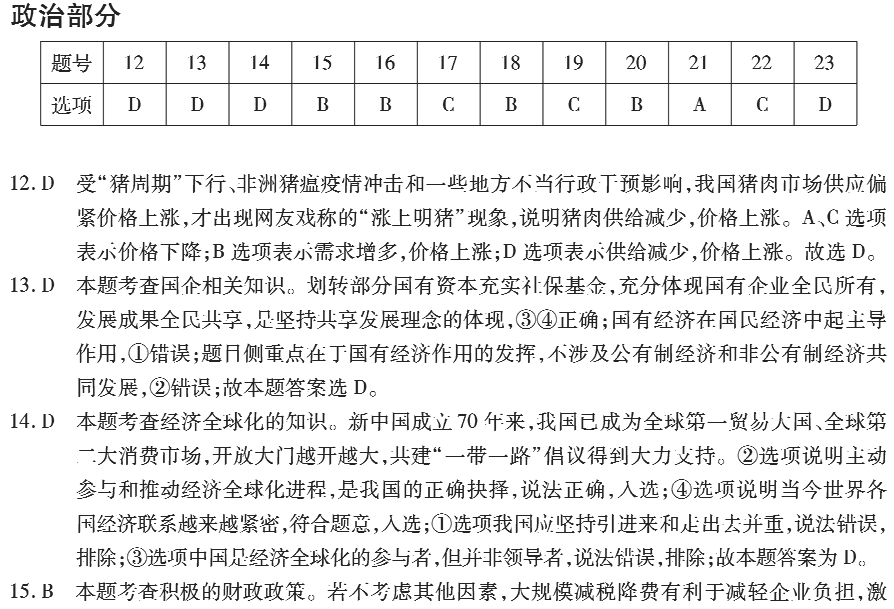 政治部分
题号 12 13 14 15 16 17 18 19 20 21 22 23
选项 D D D B B C B C B A C D
12. D 受“猪周期”下行、非洲猪瘟疫情冲击和一些地方不当行政干预影响,我国猪肉市场供应偏
紧价格上涨,才出现网友戏称的“涨上明猪”现象,说明猪肉供给减少,价格上涨。A、C选项
表示价格下降;B选项表示需求增多,价格上涨;D选项表示供给减少,价格上涨。故选D。
13. D 本题考查国企相关知识。划转部分国有资本充实社保基金,充分体现国有企业全民所有,
发展成果全民共享,是坚持共享发展理念的体现,③④正确;国有经济在国民经济中起主导
作用,①错误;题目侧重点在于国有经济作用的发挥,不涉及公有制经济和非公有制经济共
同发展,②错误;故本题答案选D。
14. D 本题考查经济全球化的知识。新中国成立70年来,我国已成为全球第一贸易大国、全球第
二大消费市场,开放大门越开越大,共建“一带一路”倡议得到大力支持。②选项说明主动
参与和推动经济全球化进程,是我国的正确抉择,说法正确,入选;④选项说明当今世界各
国经济联系越来越紧密,符合题意,入选;①选项我国应坚持引进来和走出去并重,说法错误,
排除;③选项中国是经济全球化的参与者,但并非领导者,说法错误,排除;故本题答案为D。
15. B 本题考查积极的财政政策。若不考虑其他因素,大规模减税降费有利于减轻企业负担,激